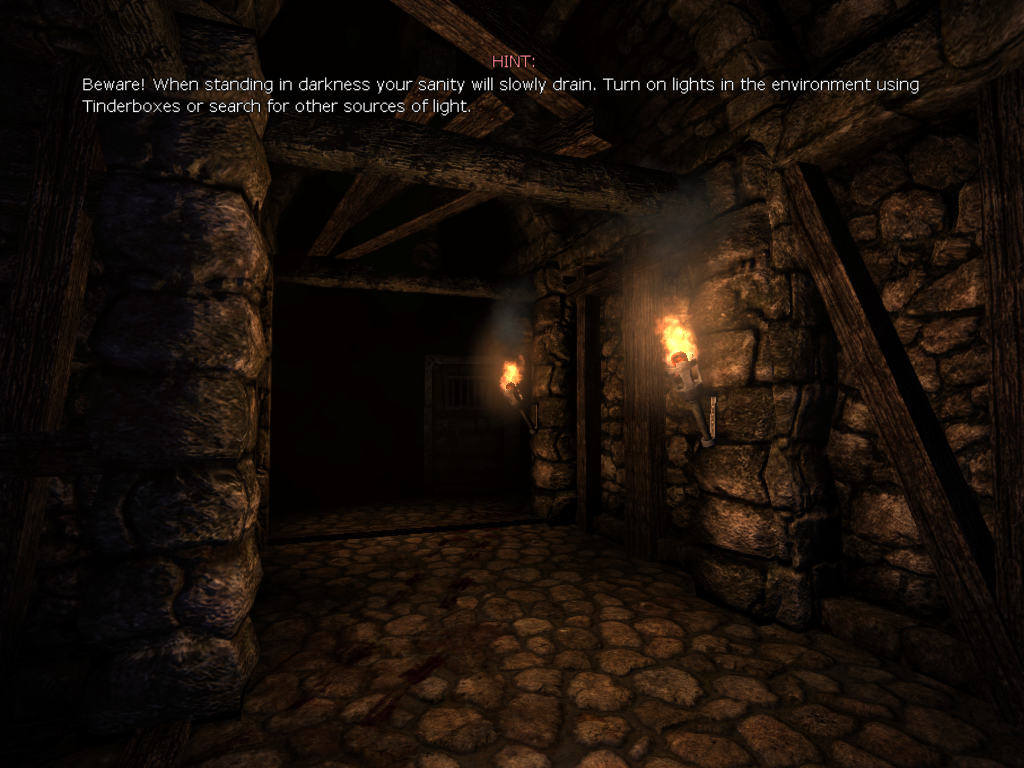 HINT:
Beware! When standing in darkness your sanity will slowly drain. Turn on lights in the environment using
Tinderboxes or search for other sources of light.